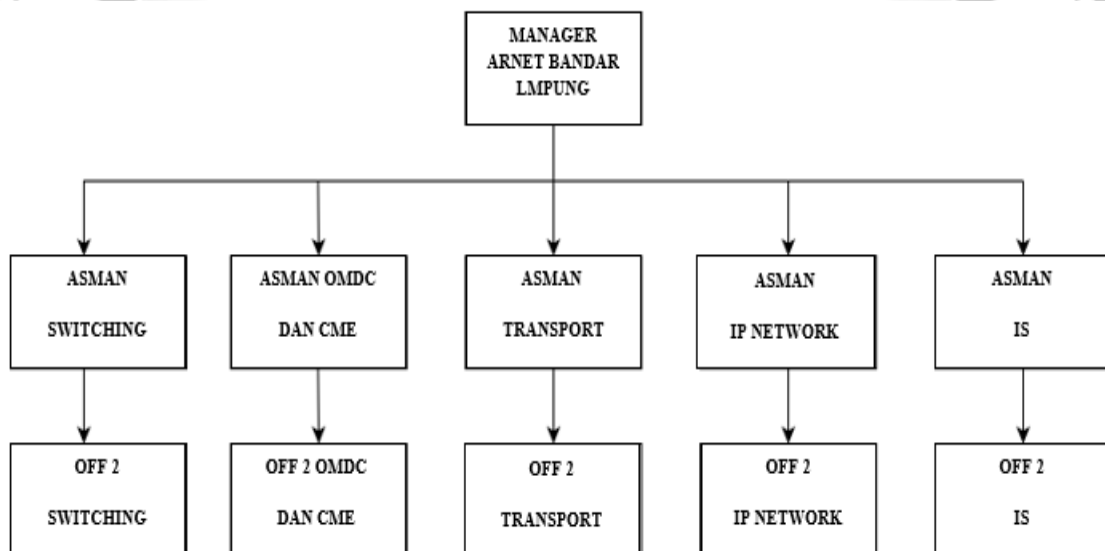 MANAGER
ARNET BANDAR
LMPUNG
ASMAN
SWITCHING
ASMAN OMDC
DAN CME
ASMAN
TRANSPORT
ASMAN
IP NETWORK
ASMAN
IS
OFF 2
SWITCHING
OFF 2 OMDC
DAN CME
OFF 2
TRANSPORT
OFF 2
IP NETWORK
OFF 2
IS